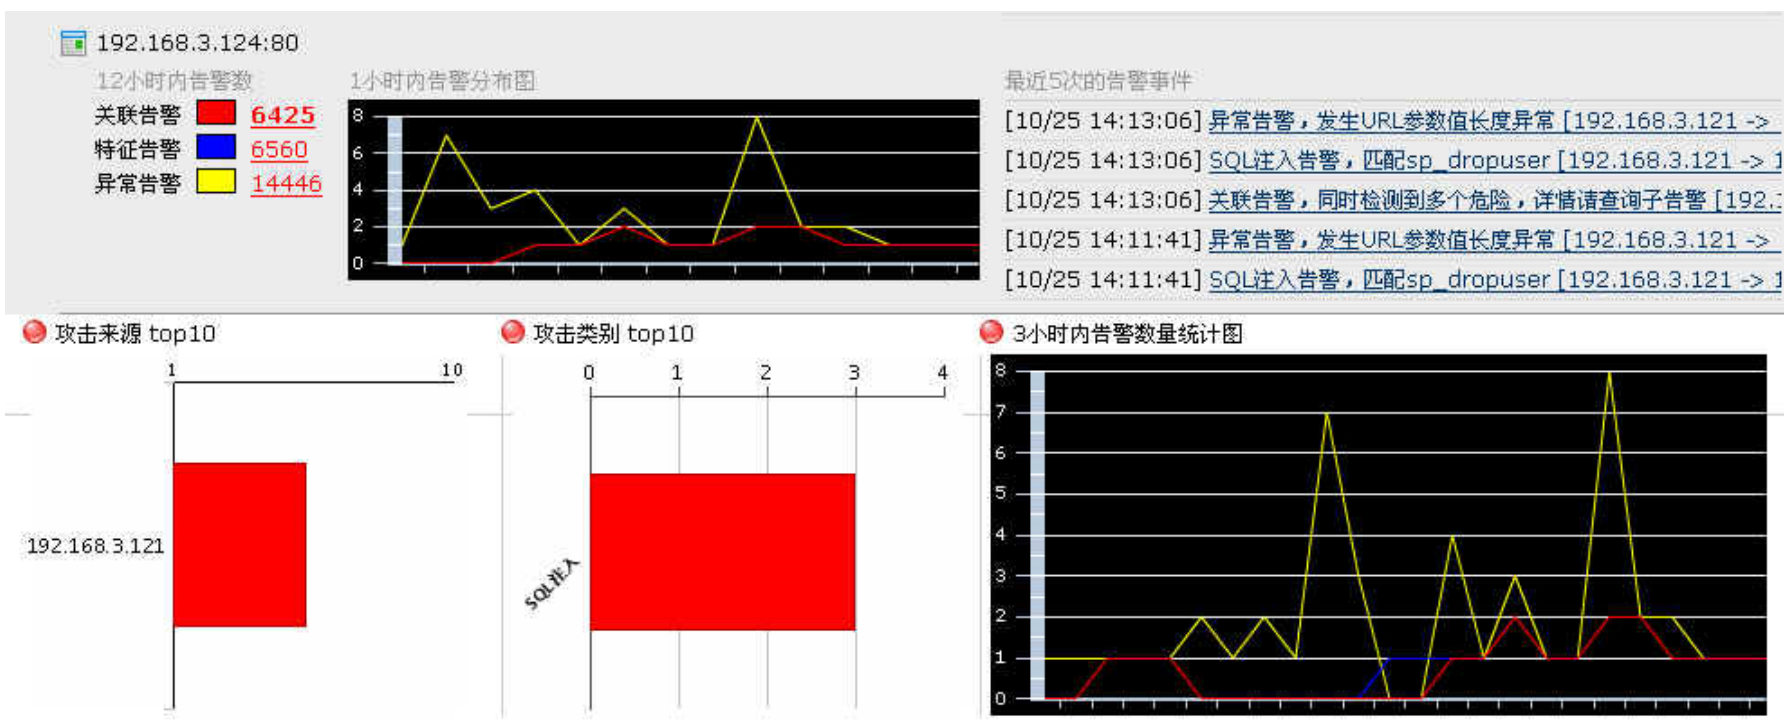 192.168.3.124:80
12小时内告警数
关联告警 6425
特征告警 6560
异常告警 14446
1小时内告警分布图
8
6
4
2
0
最近5次的告警事件
[10/25 14:13:06] 异常告警，发生URL参数值长度异常 [192.168.3.121 ->
[10/25 14:13:06] SQL注入告警，匹配sp_dropuser [192.168.3.121 -> 1
[10/25 14:13:06] 关联告警，同时检测到多个危险，详情请查询子告警 [192.
[10/25 14:11:41] 异常告警，发生URL参数值长度异常 [192.168.3.121 ->
[10/25 14:11:41] SQL注入告警，匹配sp_dropuser [192.168.3.121 -> 1
攻击来源 top10
1 10
192.168.3.121
攻击类别 top10
0 1 2 3 4
SQL注入
3小时内告警数量统计图
8
7
6
5
4
3
2
1
0